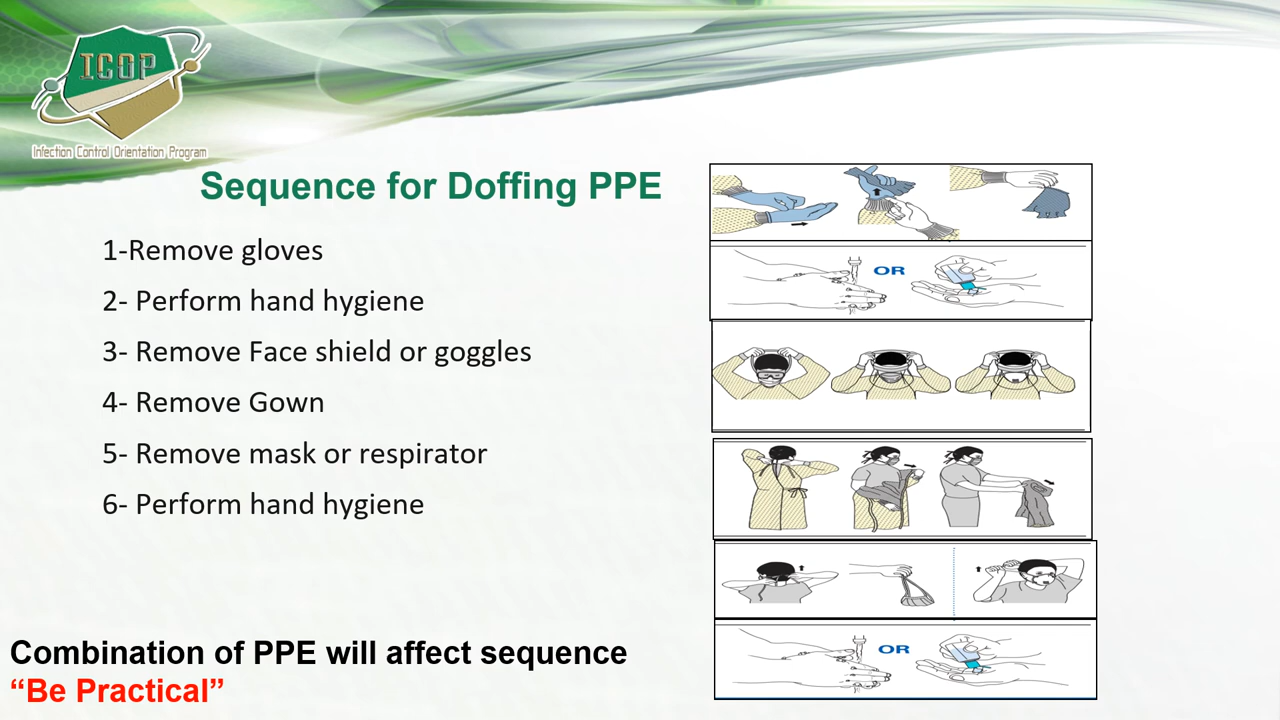 ICOP
Infection Control Orientation Program
Sequence for Doffing PPE
1-Remove gloves
2- Perform hand hygiene
3- Remove Face shield or goggles
4- Remove Gown
5- Remove mask or respirator
6- Perform hand hygiene
OR
OR
Combination of PPE will affect sequence
“Be Practical”